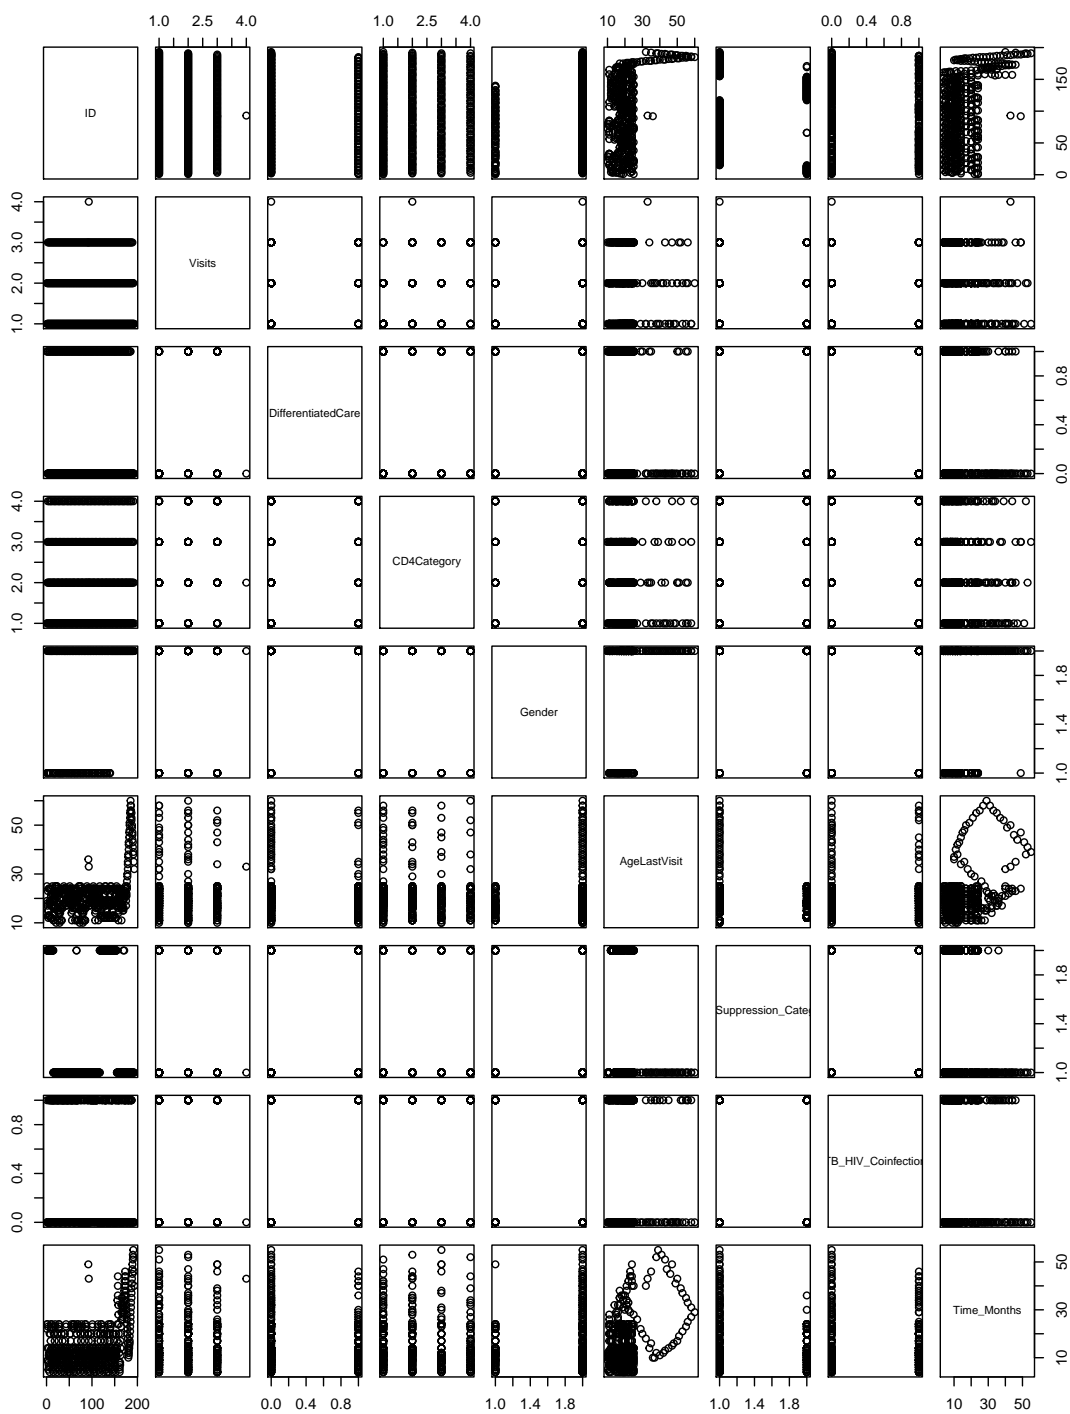 1.0 2.5 4.0 1.0 2.5 4.0 10 30 50 0.0 0.8
ID 0 50 150
1.0 2.0 3.0 4.0 Visits
DifferentiatedCare 0.0 0.4 0.8
1.0 2.0 3.0 4.0 CD4Category
Gender 1.0 1.4 1.8
10 30 50 AgeLastVisit
Suppression_Cate 1.0 1.4 1.8
0.0 0.4 0.8 TB_HIV_Coinfection
Time_Months 10 30 50
0 100 200 0.0 0.4 0.8 1.0 1.4 1.8 1.0 1.4 1.8 10 30 50